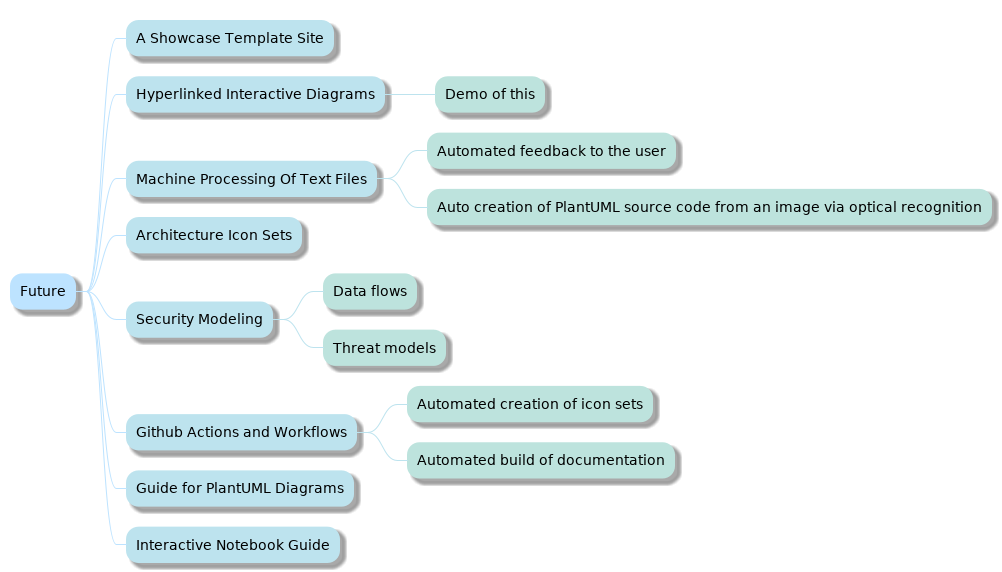 Future
A Showcase Template Site
Hyperlinked Interactive Diagrams
Demo of this
Machine Processing Of Text Files
Automated feedback to the user
Auto creation of PlantUML source code from an image via optical recognition
Architecture Icon Sets
Security Modeling
Data flows
Threat models
Github Actions and Workflows
Automated creation of icon sets
Automated build of documentation
Guide for PlantUML Diagrams
Interactive Notebook Guide